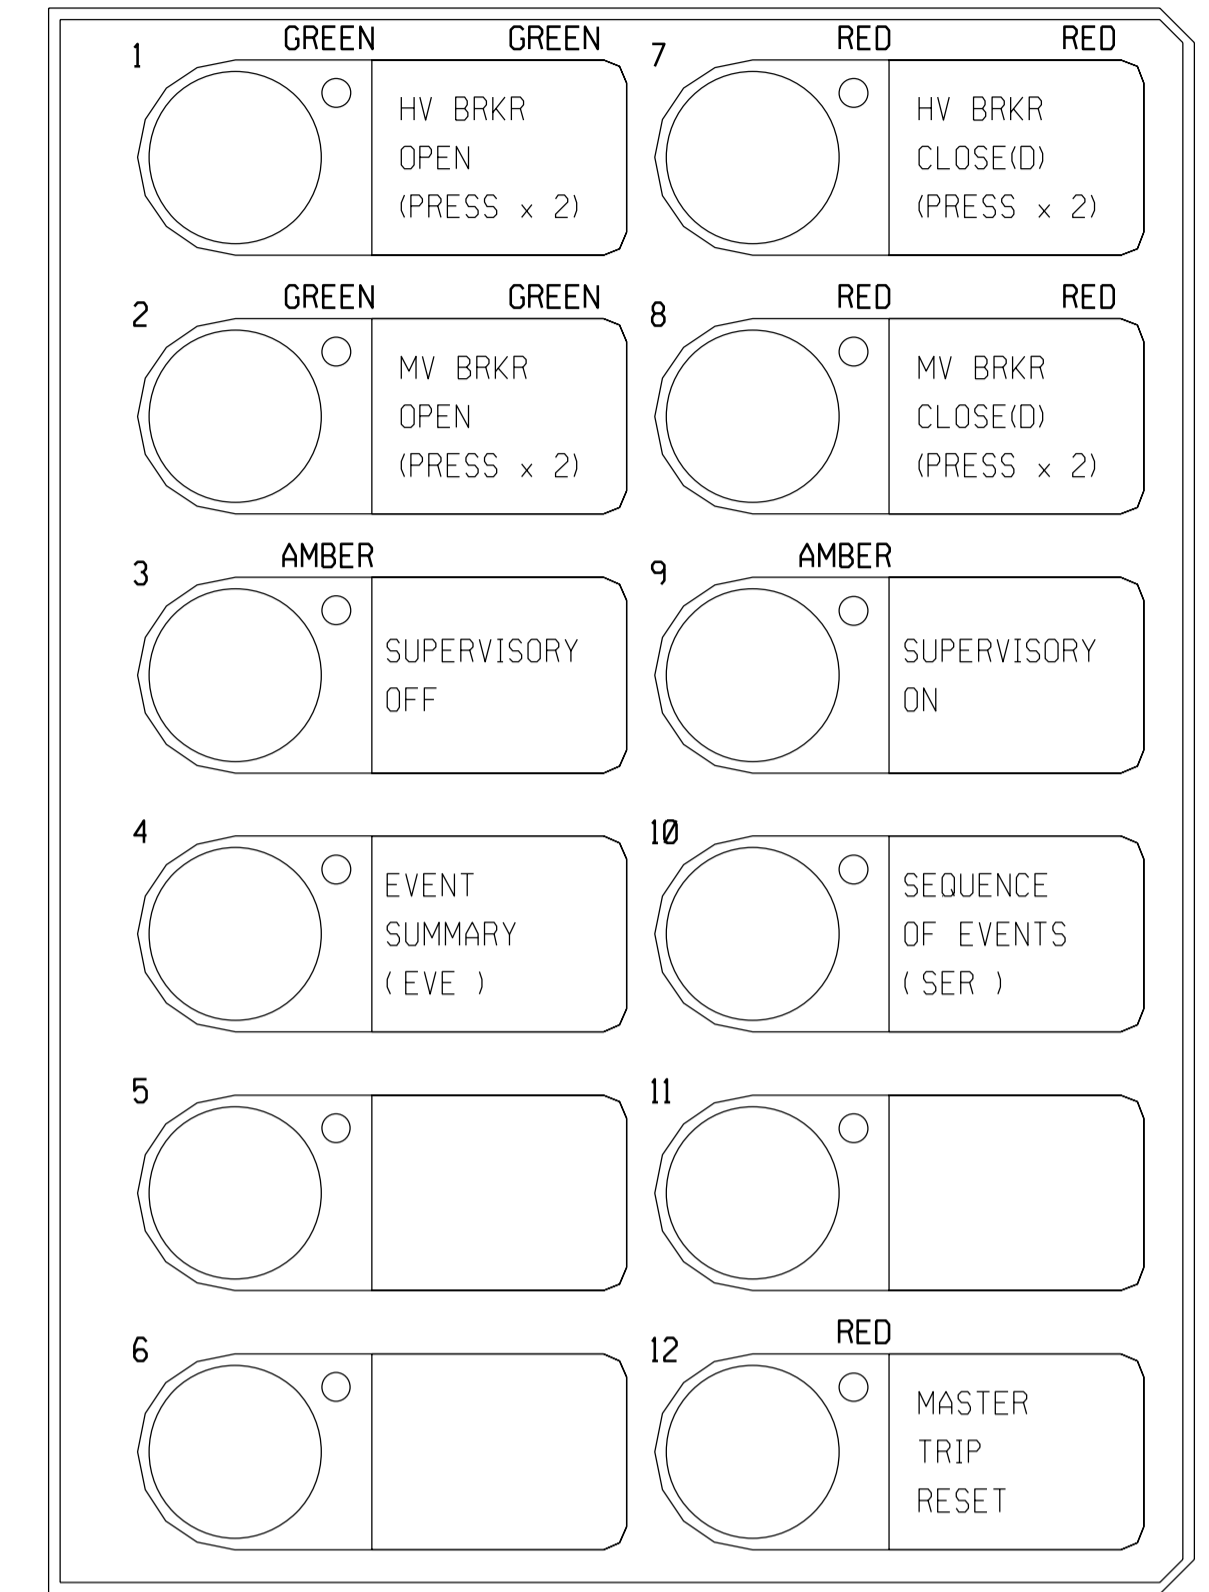 1 GREEN GREEN
HV BRKR
OPEN
(PRESS x 2)
7 RED RED
HV BRKR
CLOSE(D)
(PRESS x 2)
2 GREEN GREEN
MV BRKR
OPEN
(PRESS x 2)
8 RED RED
MV BRKR
CLOSE(D)
(PRESS x 2)
3 AMBER
SUPERVISORY
OFF
9 AMBER
SUPERVISORY
ON
4
EVENT
SUMMARY
( EVE )
10
SEQUENCE
OF EVENTS
( SER )
5
11
6
12 RED
MASTER
TRIP
RESET